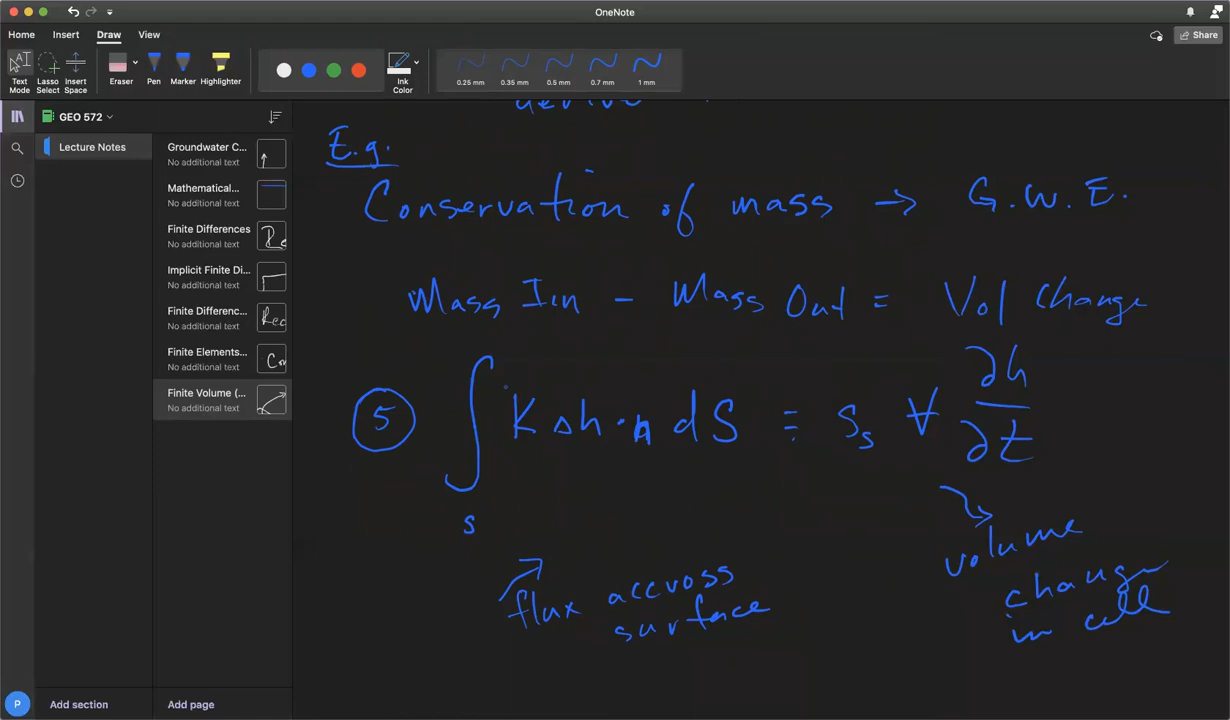 OneNote
Home Insert Draw View
Share
Text Mode
Lasso Select
Insert Space
Eraser
Pen
Marker
Highlighter
Ink Color
0.25 mm 0.35 mm 0.5 mm 0.7 mm 1 mm
GEO 572
Lecture Notes
Groundwater C...
No additional text
Mathematical...
No additional text
Finite Differences
No additional text
Implicit Finite Di...
No additional text
Finite Differenc...
No additional text
Finite Elements...
No additional text
Finite Volume (...
No additional text
P
Add section
Add page
derive
E.g.
Conservation of mass → G.W.E.
Mass In - Mass Out = Vol Change
⑤ ∫_S K ∆h · n dS = S_s ∀ ∂h/∂t
flux accross
surface
volume
change
in cell